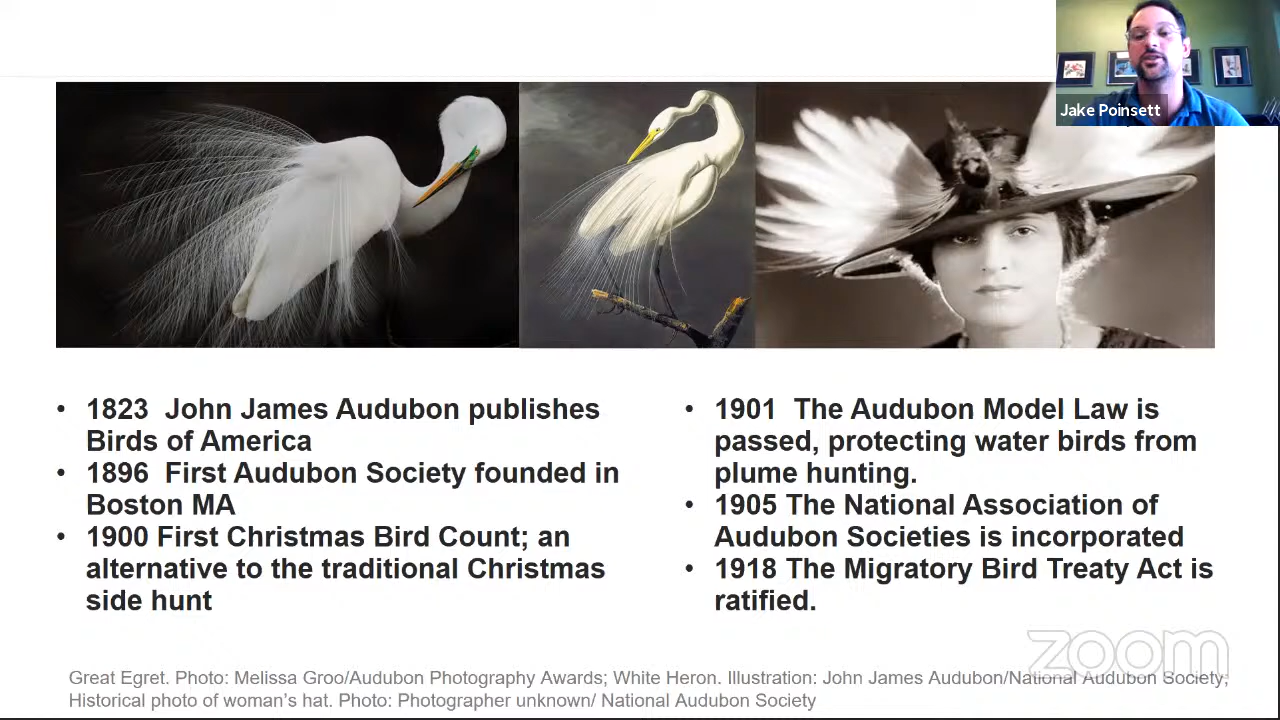 Jake Poinsett
• 1823  John James Audubon publishes
Birds of America
• 1896  First Audubon Society founded in
Boston MA
• 1900 First Christmas Bird Count; an
alternative to the traditional Christmas
side hunt
• 1901  The Audubon Model Law is
passed, protecting water birds from
plume hunting.
• 1905 The National Association of
Audubon Societies is incorporated
• 1918 The Migratory Bird Treaty Act is
ratified.
zoom
Great Egret. Photo: Melissa Groo/Audubon Photography Awards; White Heron. Illustration: John James Audubon/National Audubon Society;
Historical photo of woman's hat. Photo: Photographer unknown/ National Audubon Society